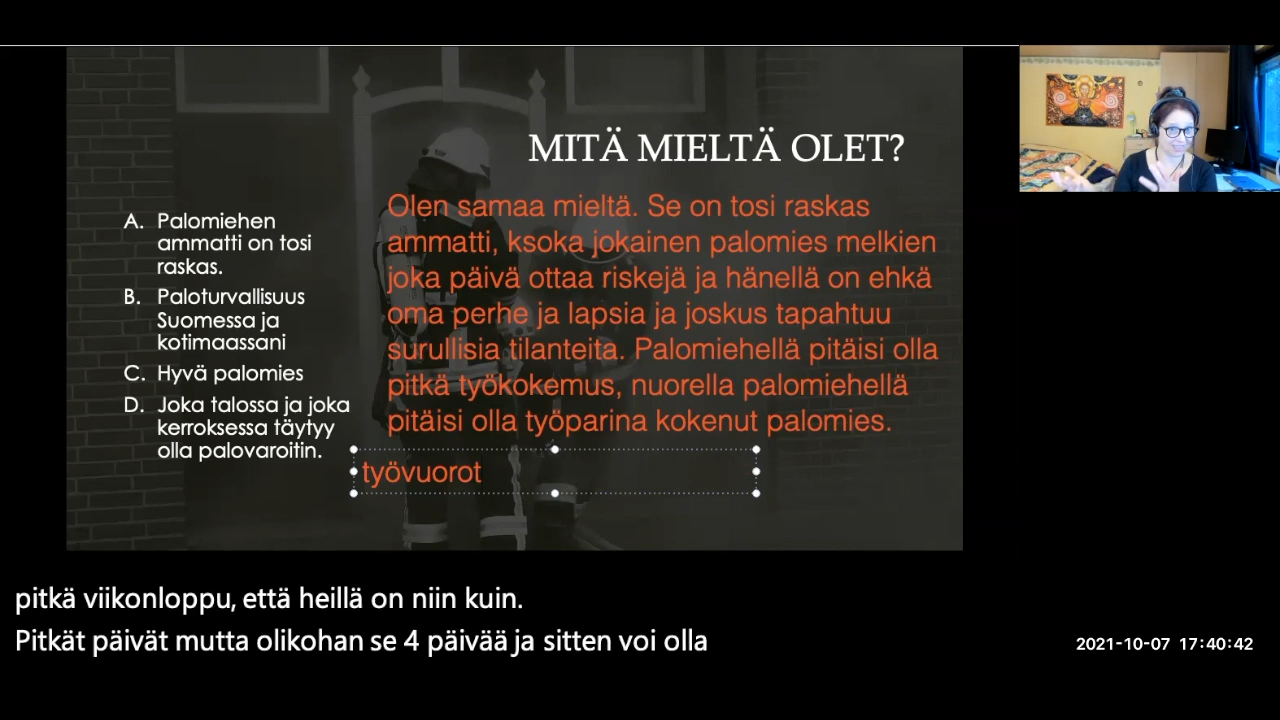 MITÄ MIELTÄ OLET?
A. Palomiehen
ammatti on tosi
raskas.
B. Paloturvallisuus
Suomessa ja
kotimaassani
C. Hyvä palomies
D. Joka talossa ja joka
kerroksessa täytyy
olla palovaroitin.
Olen samaa mieltä. Se on tosi raskas
ammatti, ksoka jokainen palomies melkien
joka päivä ottaa riskejä ja hänellä on ehkä
oma perhe ja lapsia ja joskus tapahtuu
surullisia tilanteita. Palomiehellä pitäisi olla
pitkä työkokemus, nuorella palomiehellä
pitäisi olla työparina kokenut palomies.
työvuorot
pitkä viikonloppu, että heillä on niin kuin.
Pitkät päivät mutta olikohan se 4 päivää ja sitten voi olla
2021-10-07 17:40:42